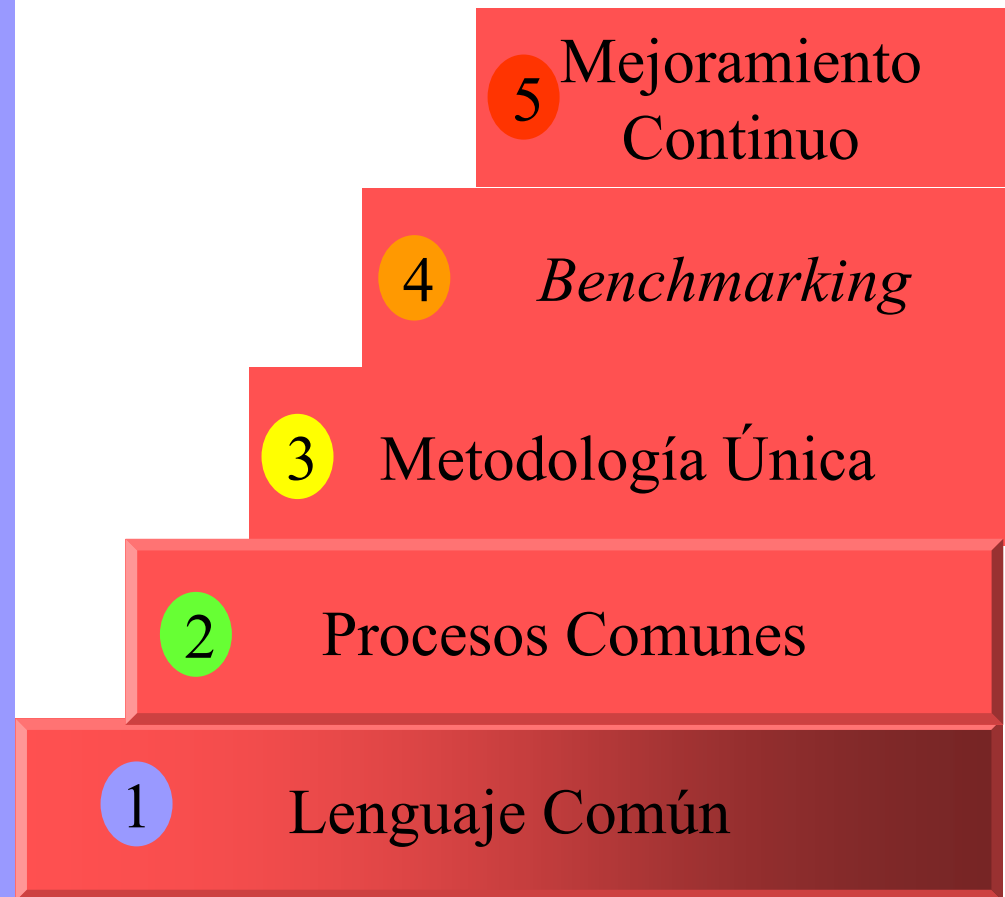 5 Mejoramiento
Continuo
4 Benchmarking
3 Metodología Única
2 Procesos Comunes
1 Lenguaje Común